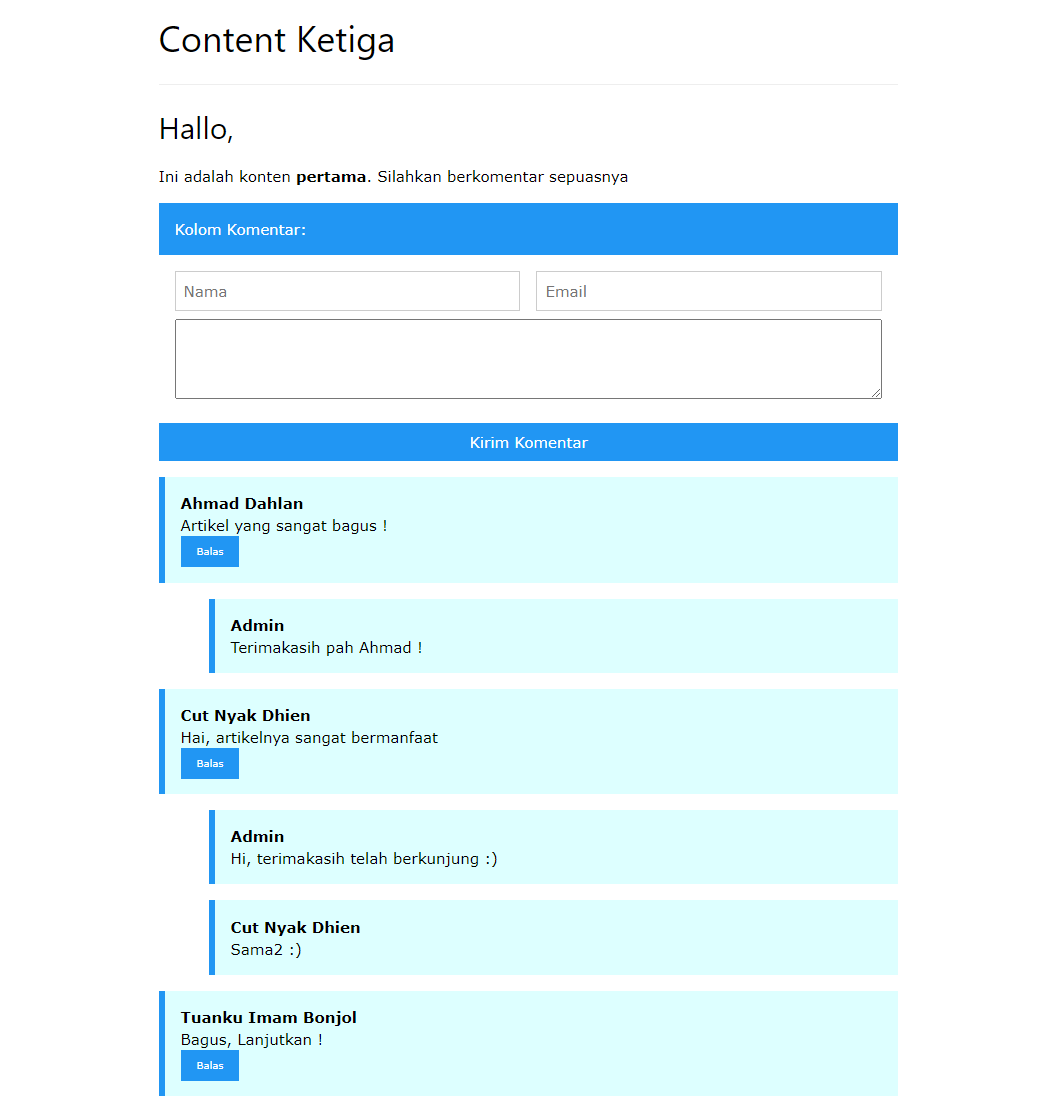 Content Ketiga
Hallo,
Ini adalah konten pertama. Silahkan berkomentar sepuasnya
Kolom Komentar:
Nama
Email
Kirim Komentar
Ahmad Dahlan
Artikel yang sangat bagus !
Balas
Admin
Terimakasih pah Ahmad !
Cut Nyak Dhien
Hai, artikelnya sangat bermanfaat
Balas
Admin
Hi, terimakasih telah berkunjung :)
Cut Nyak Dhien
Sama2 :)
Tuanku Imam Bonjol
Bagus, Lanjutkan !
Balas